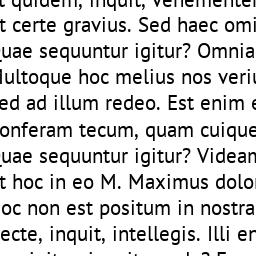 t quidem, inquit, vehementer
t certe gravius. Sed haec omi
uae sequuntur igitur? Omnia
Multoque hoc melius nos veriu
ed ad illum redeo. Est enim e
onferam tecum, quam cuique
uae sequuntur igitur? Videam
t hoc in eo M. Maximus dolo
oc non est positum in nostra
ecte, inquit, intellegis. Illi en